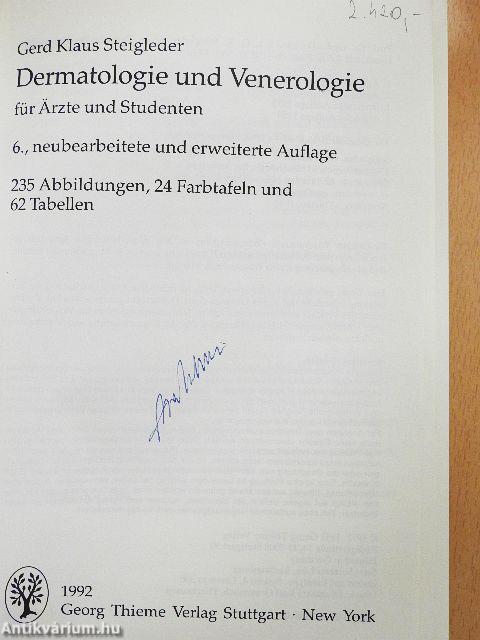 2.420,-
Gerd Klaus Steigleder
Dermatologie und Venerologie
für Ärzte und Studenten
6., neubearbeitete und erweiterte Auflage
235 Abbildungen, 24 Farbtafeln und
62 Tabellen
1992
Georg Thieme Verlag Stuttgart · New York
Antikvárium.hu